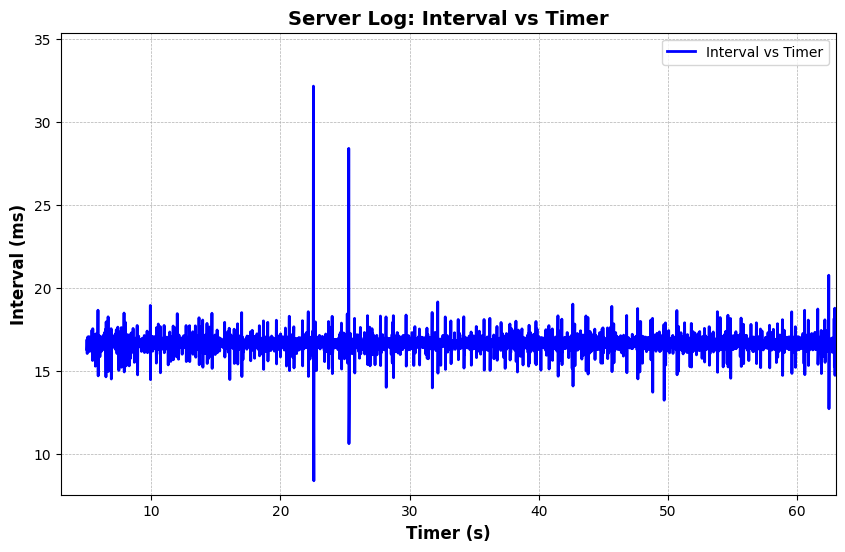 Server Log: Interval vs Timer
Interval vs Timer
35
30
25
20
15
10
Interval (ms)
10 20 30 40 50 60
Timer (s)